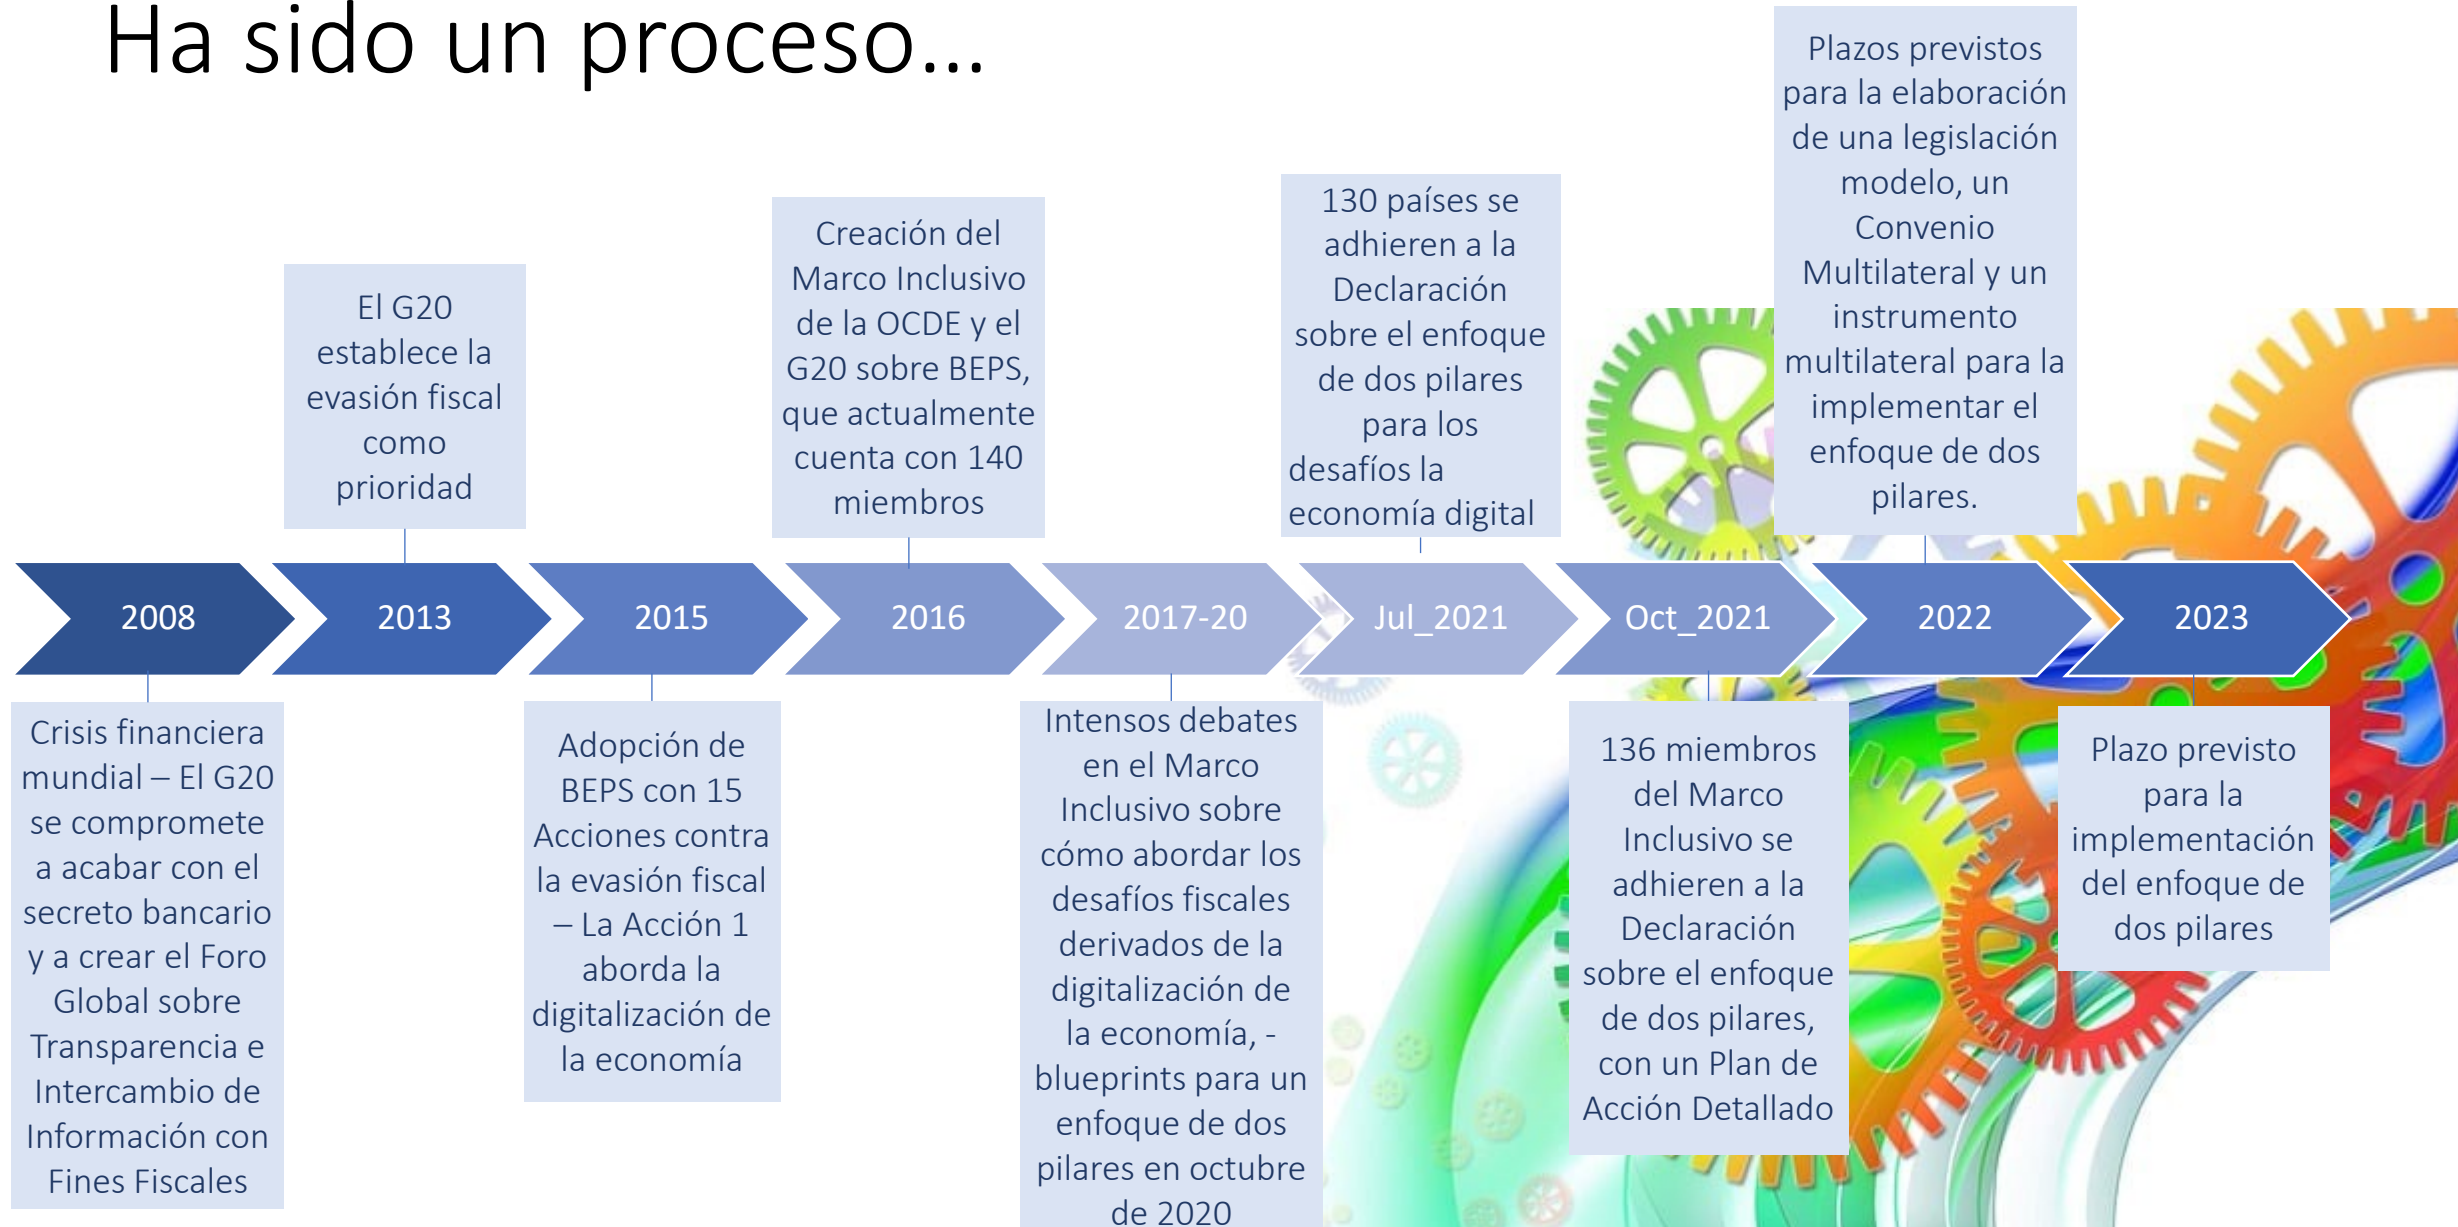 Ha sido un proceso...
El G20
establece la
evasión fiscal
como
prioridad
Creación del
Marco Inclusivo
de la OCDE y el
G20 sobre BEPS,
que actualmente
cuenta con 140
miembros
130 países se
adhieren a la
Declaración
sobre el enfoque
de dos pilares
para los
desafíos la
economía digital
Plazos previstos
para la elaboración
de una legislación
modelo, un
Convenio
Multilateral y un
instrumento
multilateral para la
implementar el
enfoque de dos
pilares.
2008
2013
2015
2016
2017-20
Jul_2021
Oct_2021
2022
2023
Crisis financiera
mundial – El G20
se compromete
a acabar con el
secreto bancario
y a crear el Foro
Global sobre
Transparencia e
Intercambio de
Información con
Fines Fiscales
Adopción de
BEPS con 15
Acciones contra
la evasión fiscal
– La Acción 1
aborda la
digitalización de
la economía
Intensos debates
en el Marco
Inclusivo sobre
cómo abordar los
desafíos fiscales
derivados de la
digitalización de
la economía, -
blueprints para un
enfoque de dos
pilares en octubre
de 2020
136 miembros
del Marco
Inclusivo se
adhieren a la
Declaración
sobre el enfoque
de dos pilares,
con un Plan de
Acción Detallado
Plazo previsto
para la
implementación
del enfoque de
dos pilares